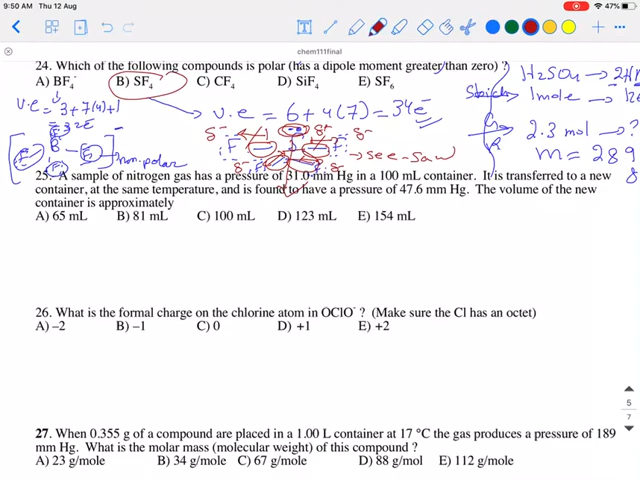 9:50 AM Thu 12 Aug 47%
chem111final
24. Which of the following compounds is polar (has a dipole moment greater than zero) ?
A) BF4- B) SF4 C) CF4 D) SiF4 E) SF6
H2SO4 →
v.e = 3+7(4)+1
= 32e-
v.e = 6+4(7) = 34e-
1mole →
2.3 mol → ?
m = 289
δ- δ+ δ-
F F
→ see-saw
B
non-polar
F F
δ- δ-
25. A sample of nitrogen gas has a pressure of 31.0 mm Hg in a 100 mL container. It is transferred to a new
container, at the same temperature, and is found to have a pressure of 47.6 mm Hg. The volume of the new
container is approximately
A) 65 mL B) 81 mL C) 100 mL D) 123 mL E) 154 mL
26. What is the formal charge on the chlorine atom in OClO- ? (Make sure the Cl has an octet)
A) –2 B) –1 C) 0 D) +1 E) +2
5
7
27. When 0.355 g of a compound are placed in a 1.00 L container at 17 °C the gas produces a pressure of 189
mm Hg. What is the molar mass (molecular weight) of this compound ?
A) 23 g/mole B) 34 g/mole C) 67 g/mole D) 88 g/mol E) 112 g/mole